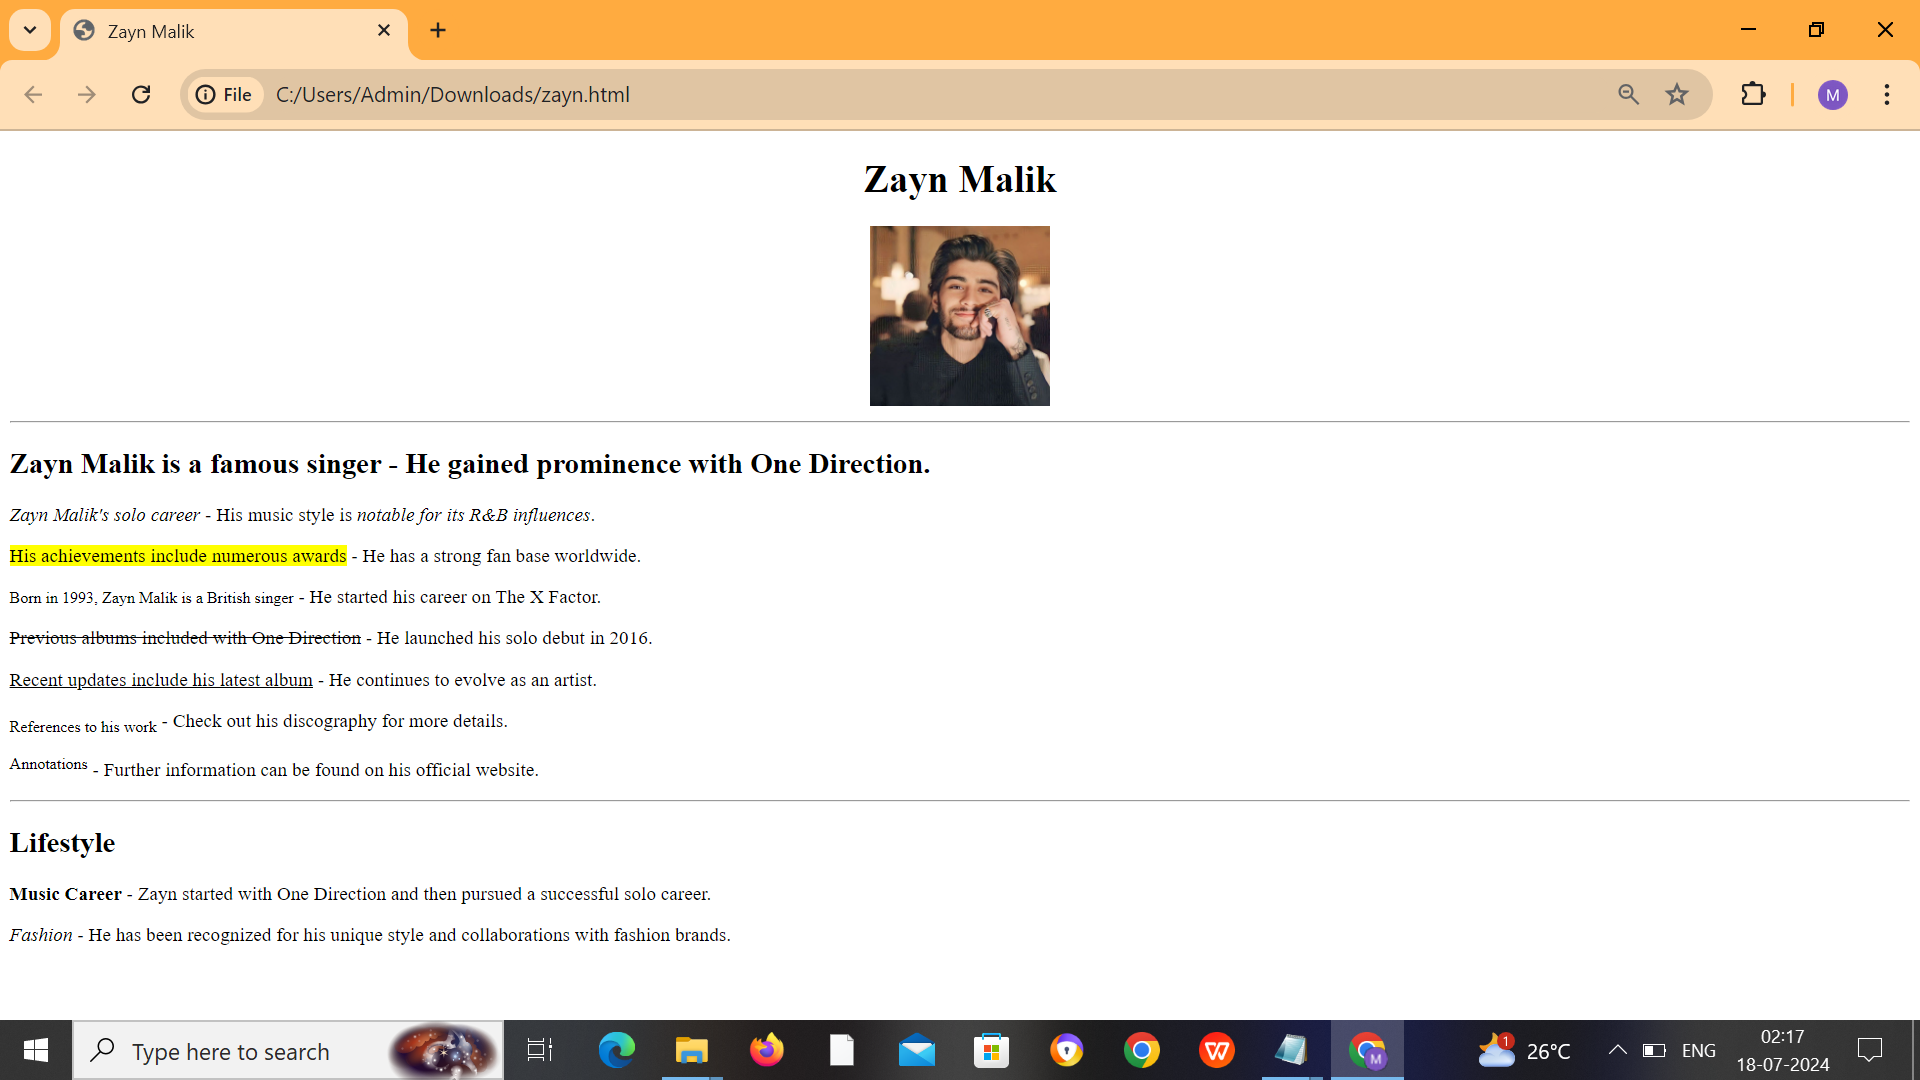 Zayn Malik
File
C:/Users/Admin/Downloads/zayn.html
M
Zayn Malik
Zayn Malik is a famous singer - He gained prominence with One Direction.
Zayn Malik's solo career - His music style is notable for its R&B influences.
His achievements include numerous awards - He has a strong fan base worldwide.
Born in 1993, Zayn Malik is a British singer - He started his career on The X Factor.
Previous albums included with One Direction - He launched his solo debut in 2016.
Recent updates include his latest album - He continues to evolve as an artist.
References to his work - Check out his discography for more details.
Annotations - Further information can be found on his official website.
Lifestyle
Music Career - Zayn started with One Direction and then pursued a successful solo career.
Fashion - He has been recognized for his unique style and collaborations with fashion brands.
Type here to search
W
M
1
26°C
ENG
02:17
18-07-2024